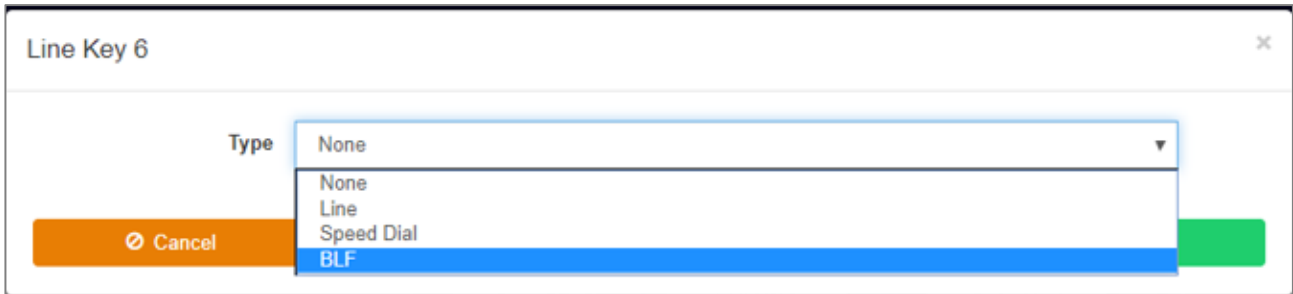 Line Key 6 ×
Type None ▼
None
Line
Speed Dial
BLF
Cancel